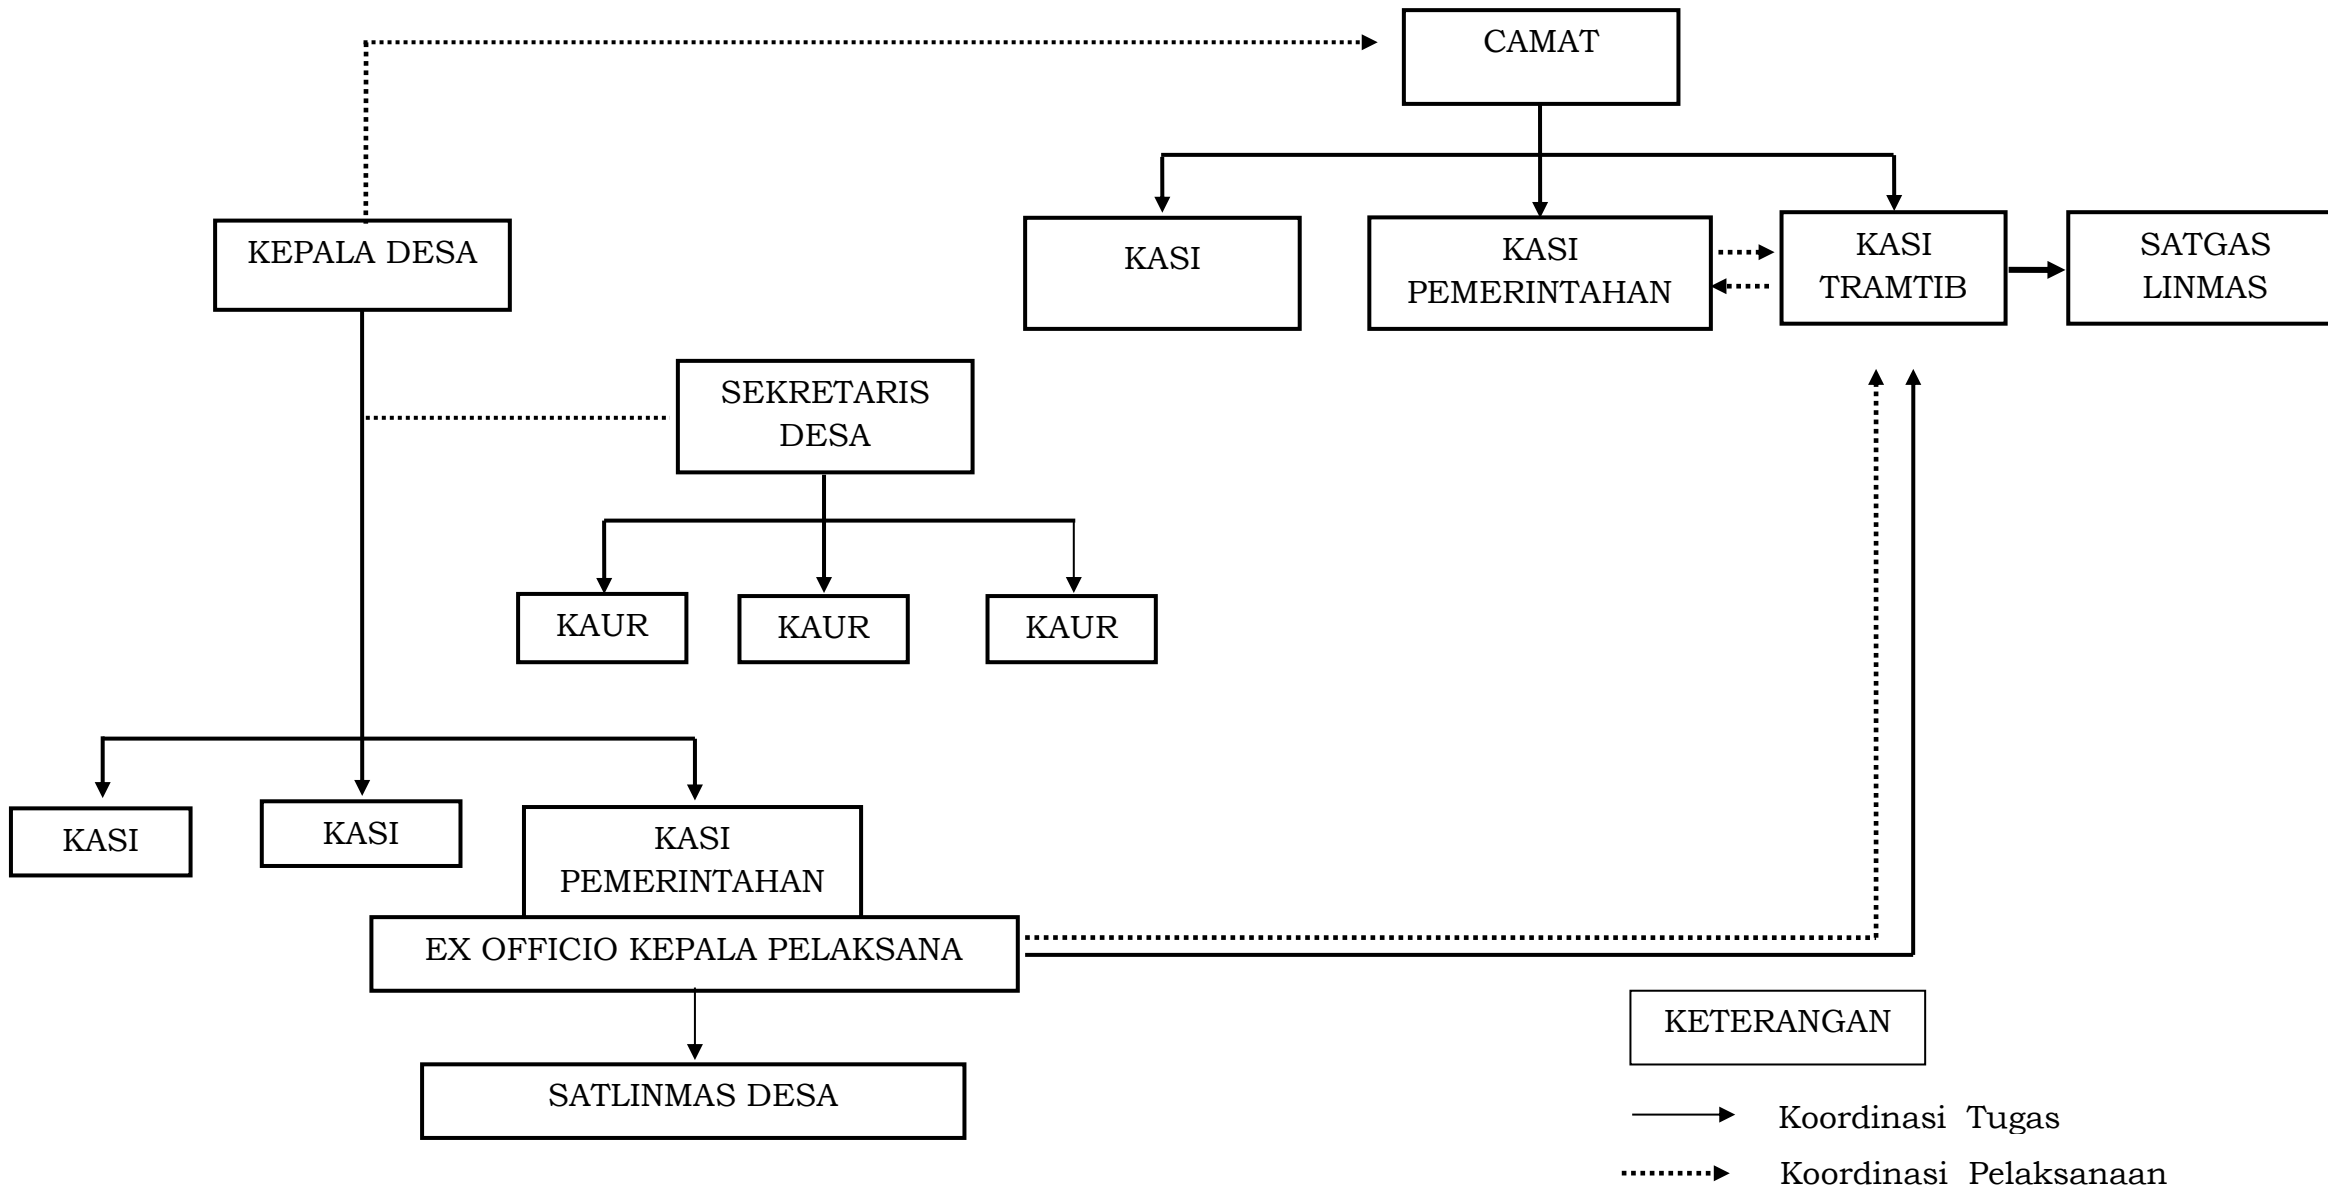 CAMAT
KEPALA DESA
KASI
KASI
PEMERINTAHAN
KASI
TRAMTIB
SATGAS
LINMAS
SEKRETARIS
DESA
KAUR
KAUR
KAUR
KASI
KASI
KASI
PEMERINTAHAN
EX OFFICIO KEPALA PELAKSANA
SATLINMAS DESA
KETERANGAN
Koordinasi Tugas
Koordinasi Pelaksanaan